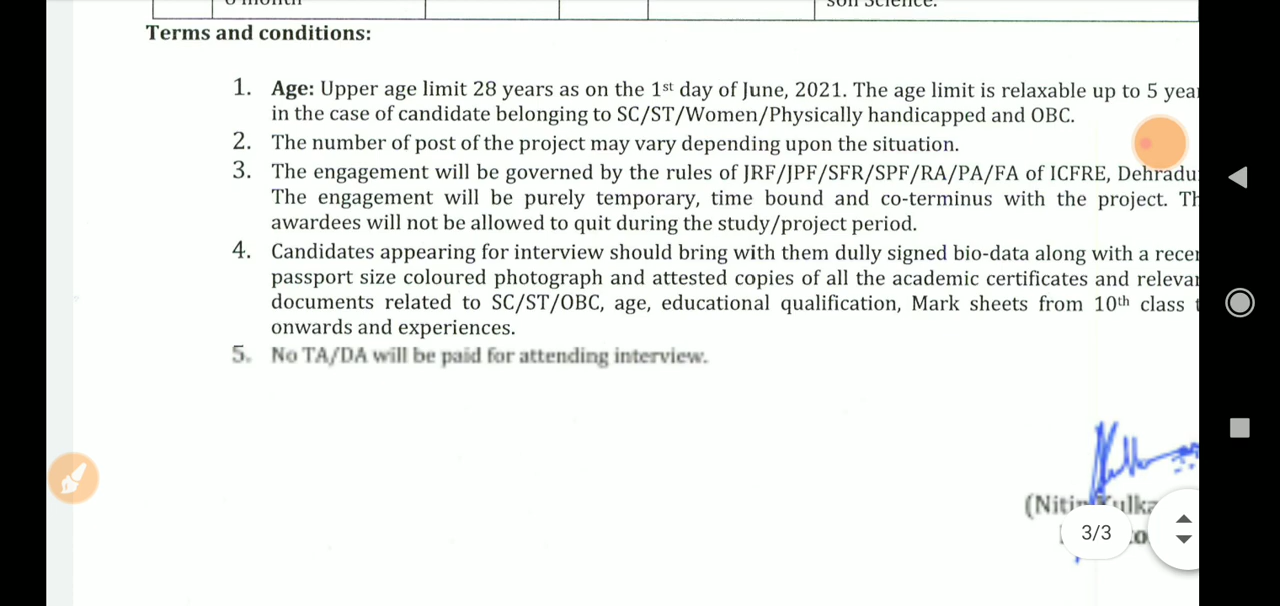 Terms and conditions:
1. Age: Upper age limit 28 years as on the 1st day of June, 2021. The age limit is relaxable up to 5
in the case of candidate belonging to SC/ST/Women/Physically handicapped and OBC.
2. The number of post of the project may vary depending upon the situation.
3. The engagement will be governed by the rules of JRF/JPF/SFR/SPF/RA/PA/FA of ICFRE,
The engagement will be purely temporary, time bound and co-terminus with the project.
awardees will not be allowed to quit during the study/project period.
4. Candidates appearing for interview should bring with them dully signed bio-data along with a
passport size coloured photograph and attested copies of all the academic certificates and
documents related to SC/ST/OBC, age, educational qualification, Mark sheets from 10th class
onwards and experiences.
5. No TA/DA will be paid for attending interview.
3/3